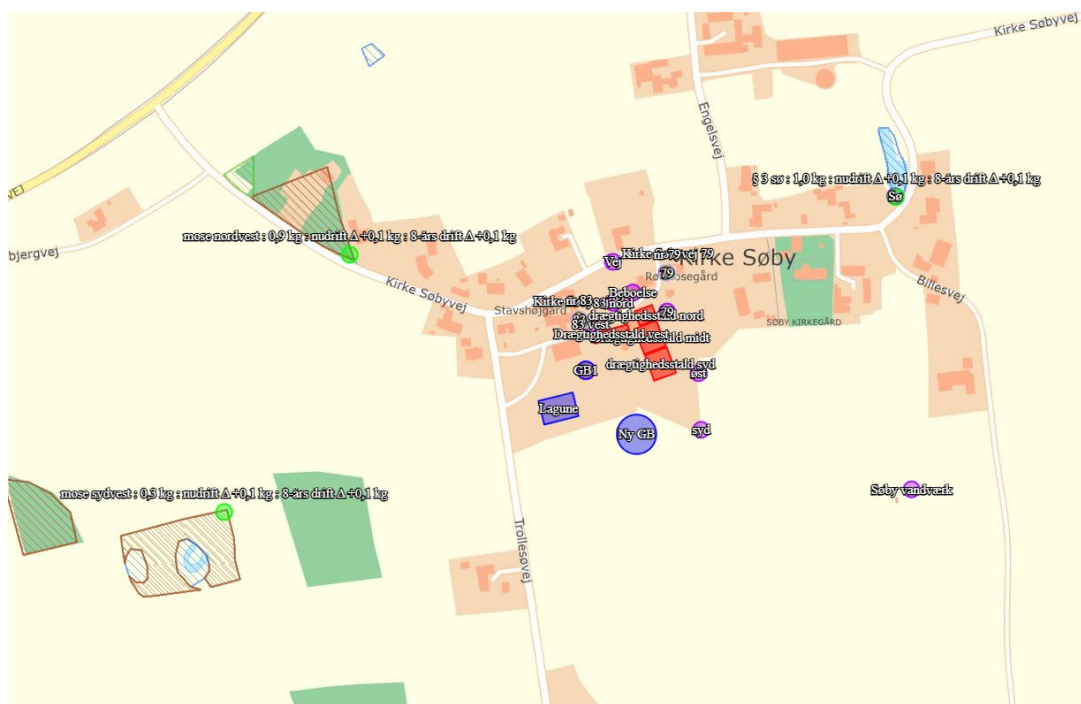 Kirke Søbyvej
VEJ
Engelsvej
§ 3 sø : 1,0 kg : nudrift Δ +0,1 kg : 8-års drift Δ +0,1 kg
Sø
mose nordvest : 0,9 kg : nudrift Δ +0,1 kg : 8-års drift Δ +0,1 kg
bjergvej
Kirke Søbyvej
Vej
Kirke Søby
79
Billesvej
Beboelse
Stavshøjgård
79
drægtighedsstald nord
SØBY KIRKEGÅRD
83 vest
Drægtighedsstald vest
drægtighedsstald syd
GB1
øst
Lagune
Ny GB
syd
Søby vandværk
mose sydvest : 0,3 kg : nudrift Δ +0,1 kg : 8-års drift Δ +0,1 kg
Trollesøvej